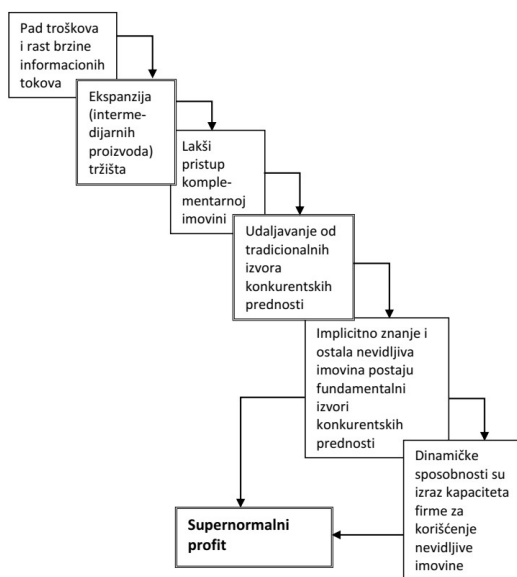 Pad troškova
i rast brzine
informacionih
tokova
Ekspanzija
(interme-
dijarnih
proizvoda)
tržišta
Lakši
pristup
komple-
mentarnoj
imovini
Udaljavanje od
tradicionalnih
izvora
konkurentskih
prednosti
Implicitno znanje i
ostala nevidljiva
imovina postaju
fundamentalni
izvori
konkurentskih
prednosti
Dinamičke
sposobnosti su
izraz kapaciteta
firme za
korišćenje
nevidljive
imovine
Supernormalni
profit